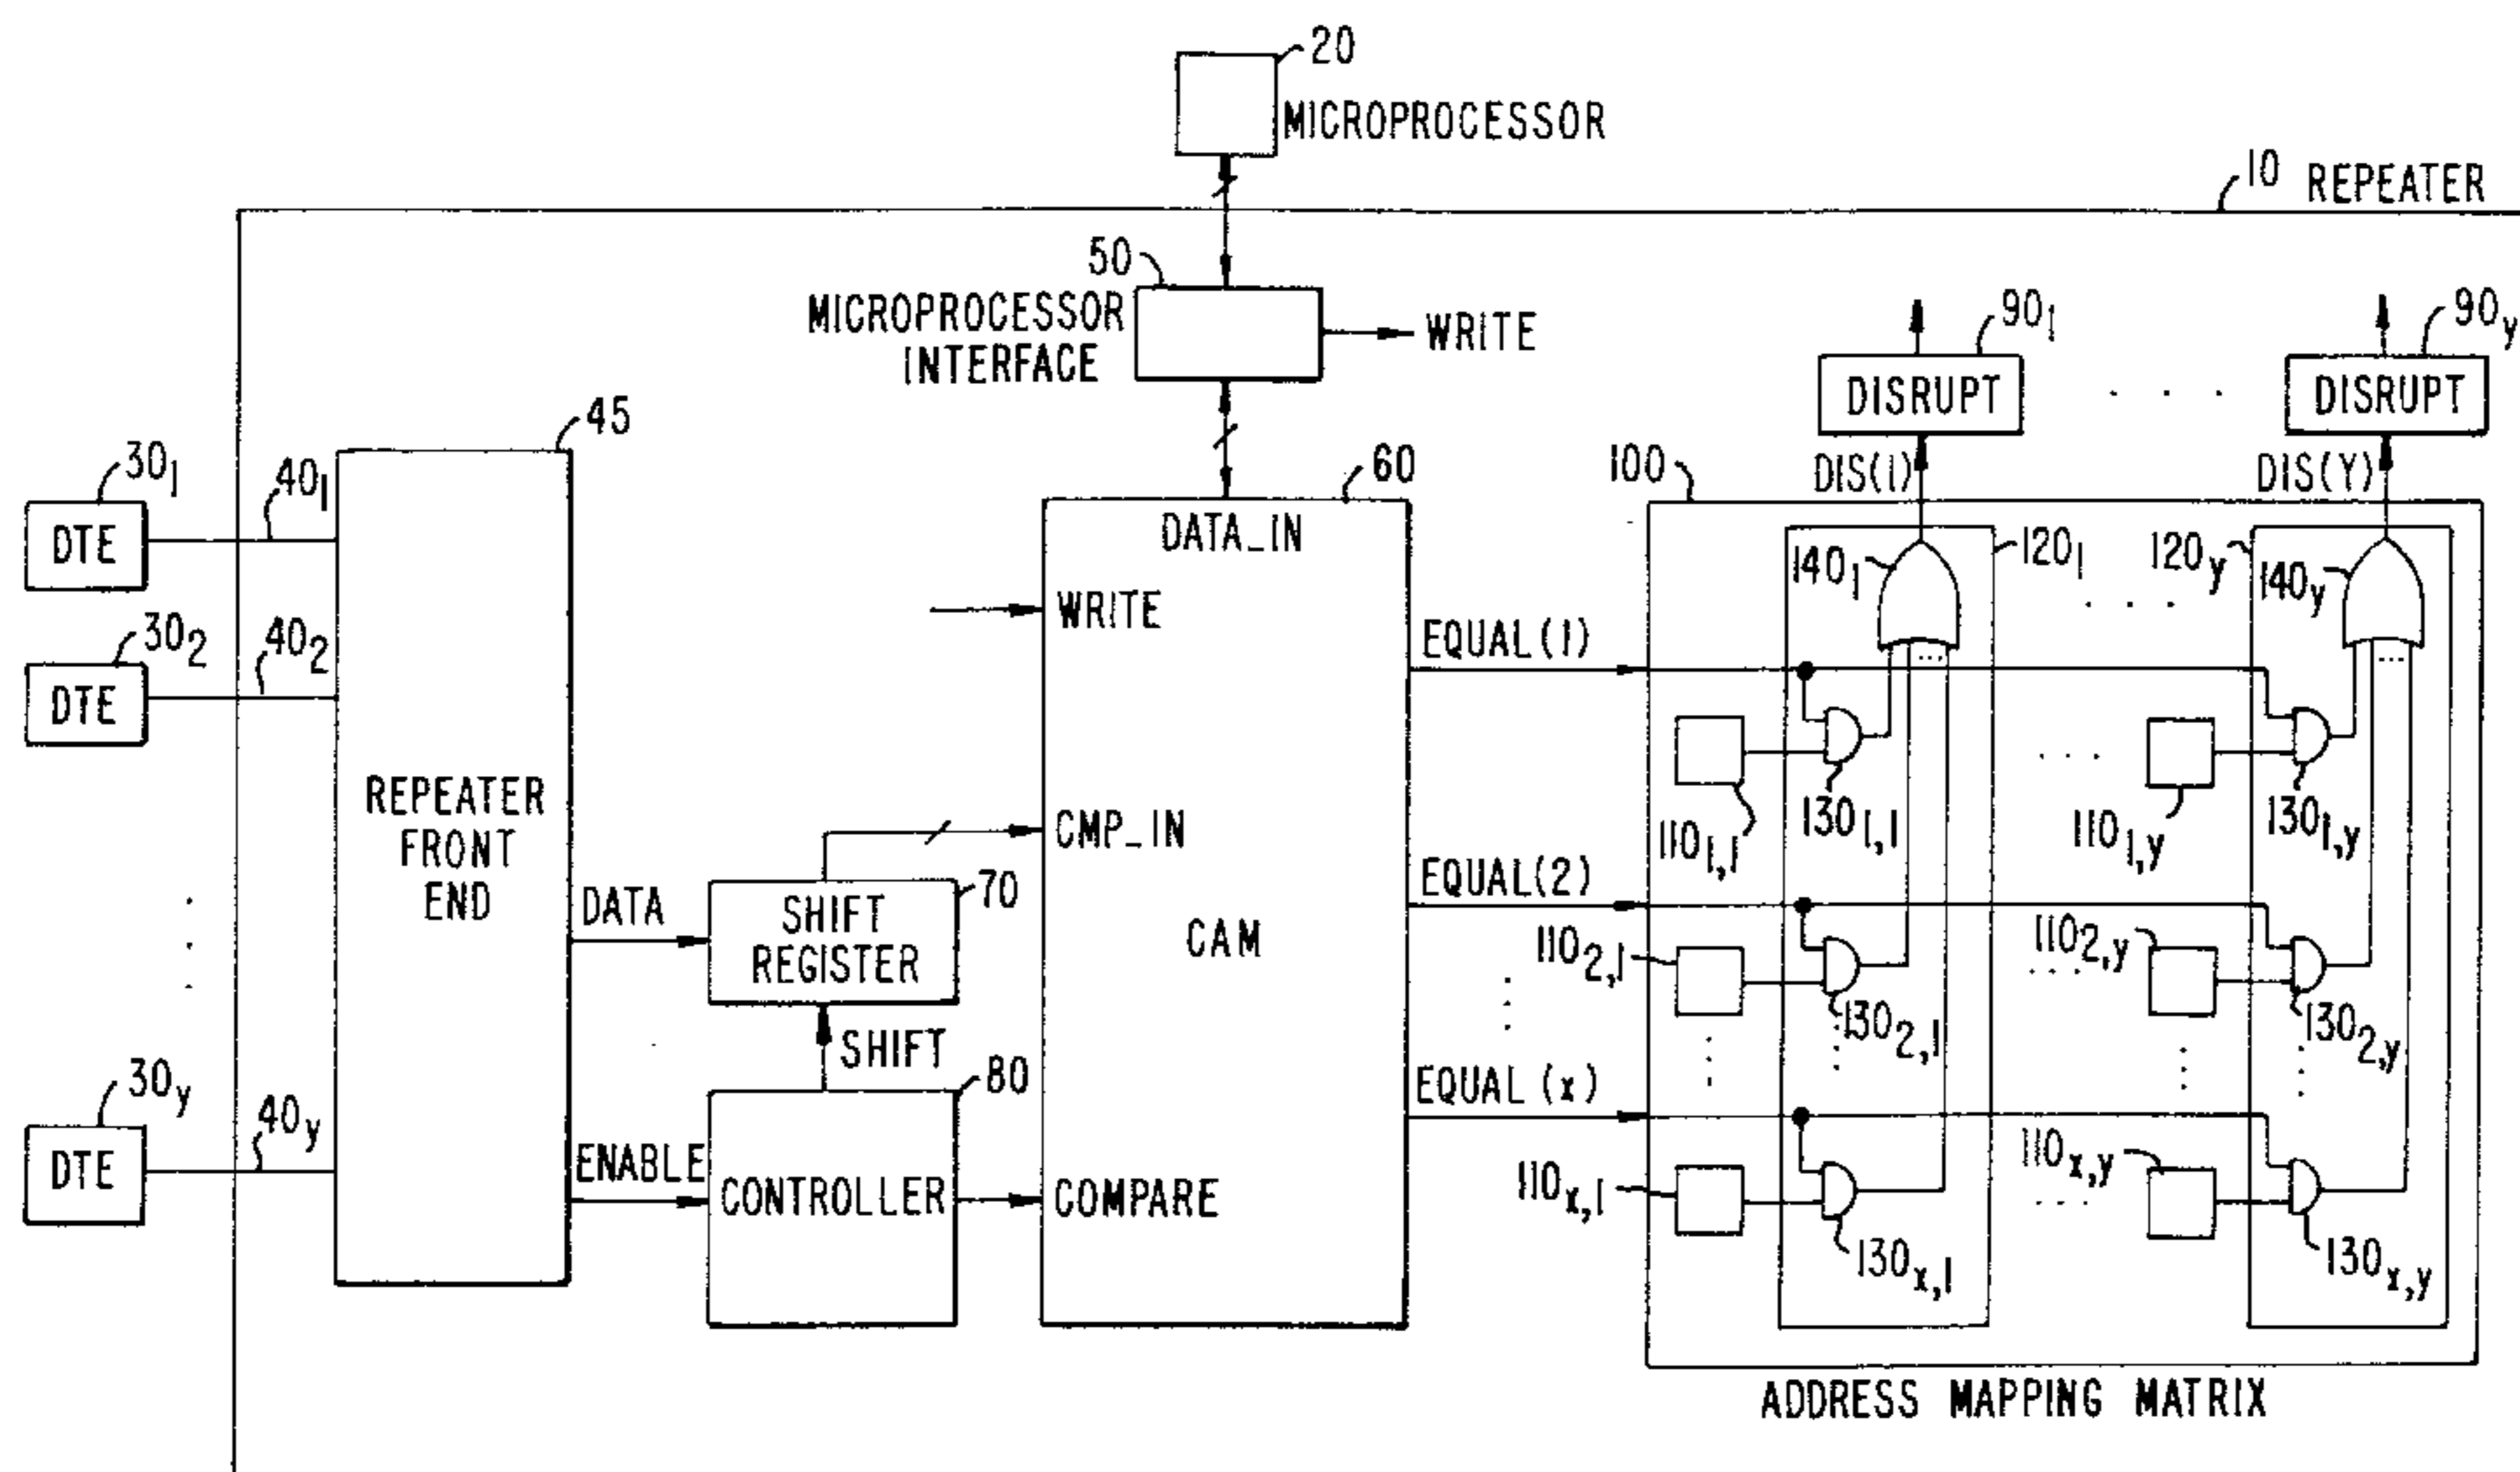 20
MICROPROCESSOR
10 REPEATER
50
MICROPROCESSOR
INTERFACE
WRITE
90₁
DISRUPT
. . .
90y
DISRUPT
45
30₁
DTE
40₁
30₂
DTE
40₂
30y
DTE
40y
REPEATER
FRONT
END
DATA
ENABLE
SHIFT
REGISTER
70
SHIFT
80
CONTROLLER
60
DATA_IN
WRITE
CMP_IN
CAM
COMPARE
EQUAL(1)
EQUAL(2)
EQUAL(x)
100
DIS(1)
DIS(Y)
140₁
120₁
120y
140y
110₁,₁
130₁,₁
110₁,y
130₁,y
110₂,₁
130₂,₁
110₂,y
130₂,y
110x,₁
130x,₁
110x,y
130x,y
ADDRESS MAPPING MATRIX